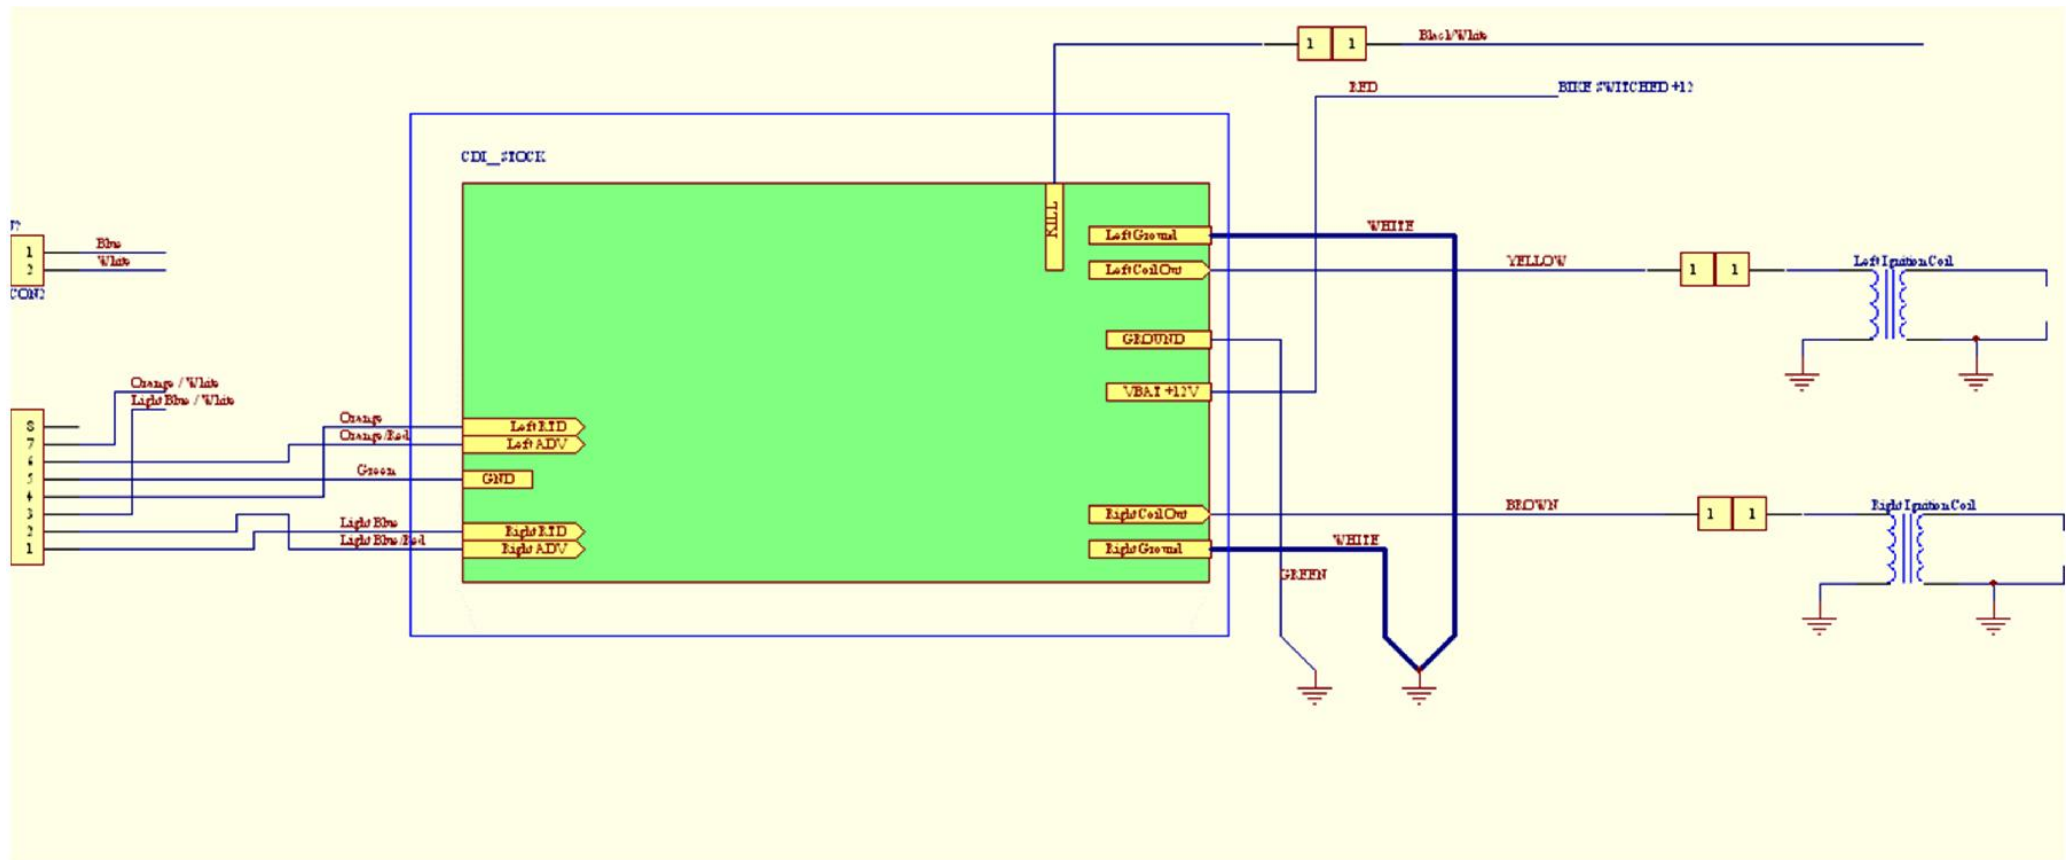 1 1 Black/White
RED BIKE SWITCHED +12
CDI_STOCK
KILL
Left Ground WHITE
Left Coil Out YELLOW 1 1 Left Ignition Coil
1 Blue
2 White
CON2
GROUND
VBAT +12V
Orange / White
Light Blue / White
8
7
6
5
4
3
2
1
Orange
Orange/Red
Green
Light Blue
Light Blue/Red
Left RTD
Left ADV
GND
Right RTD
Right ADV
Right Coil Out BROWN 1 1 Right Ignition Coil
Right Ground WHITE
GREEN